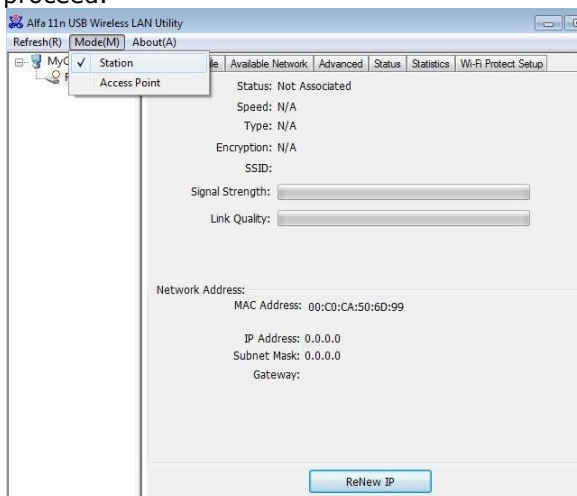 proceed.
Alfa 11n USB Wireless LAN Utility
Refresh(R) Mode(M) About(A)
Station
Access Point
Available Network Advanced Status Statistics Wi-Fi Protect Setup
Status: Not Associated
Speed: N/A
Type: N/A
Encryption: N/A
SSID:
Signal Strength:
Link Quality:
Network Address:
MAC Address: 00:C0:CA:50:6D:99
IP Address: 0.0.0.0
Subnet Mask: 0.0.0.0
Gateway:
ReNew IP